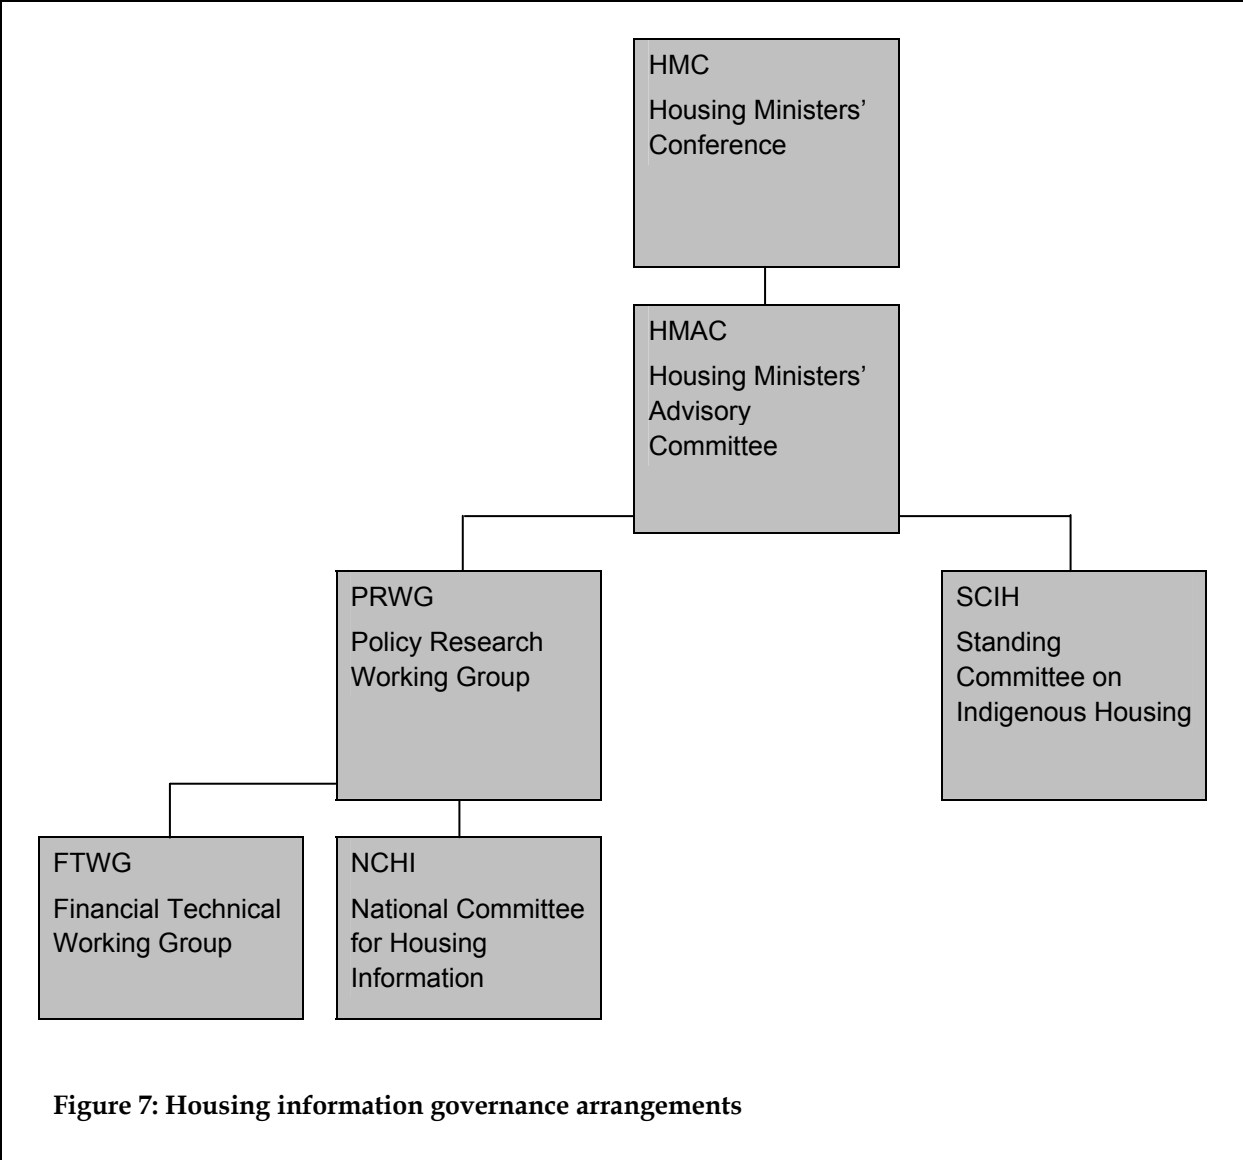 HMC
Housing Ministers’
Conference
HMAC
Housing Ministers’
Advisory
Committee
PRWG
Policy Research
Working Group
SCIH
Standing
Committee on
Indigenous Housing
FTWG
Financial Technical
Working Group
NCHI
National Committee
for Housing
Information
Figure 7: Housing information governance arrangements